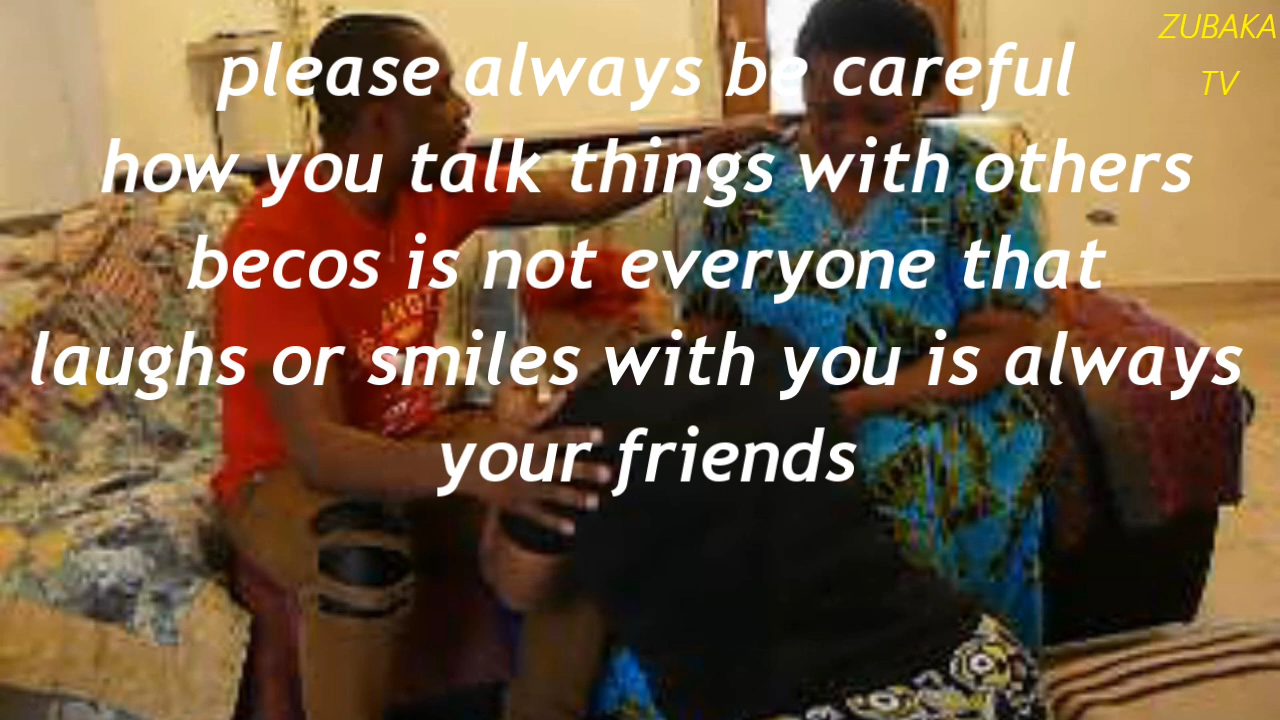 ZUBAKA
TV
please always be careful
how you talk things with others
becos is not everyone that
laughs or smiles with you is always
your friends